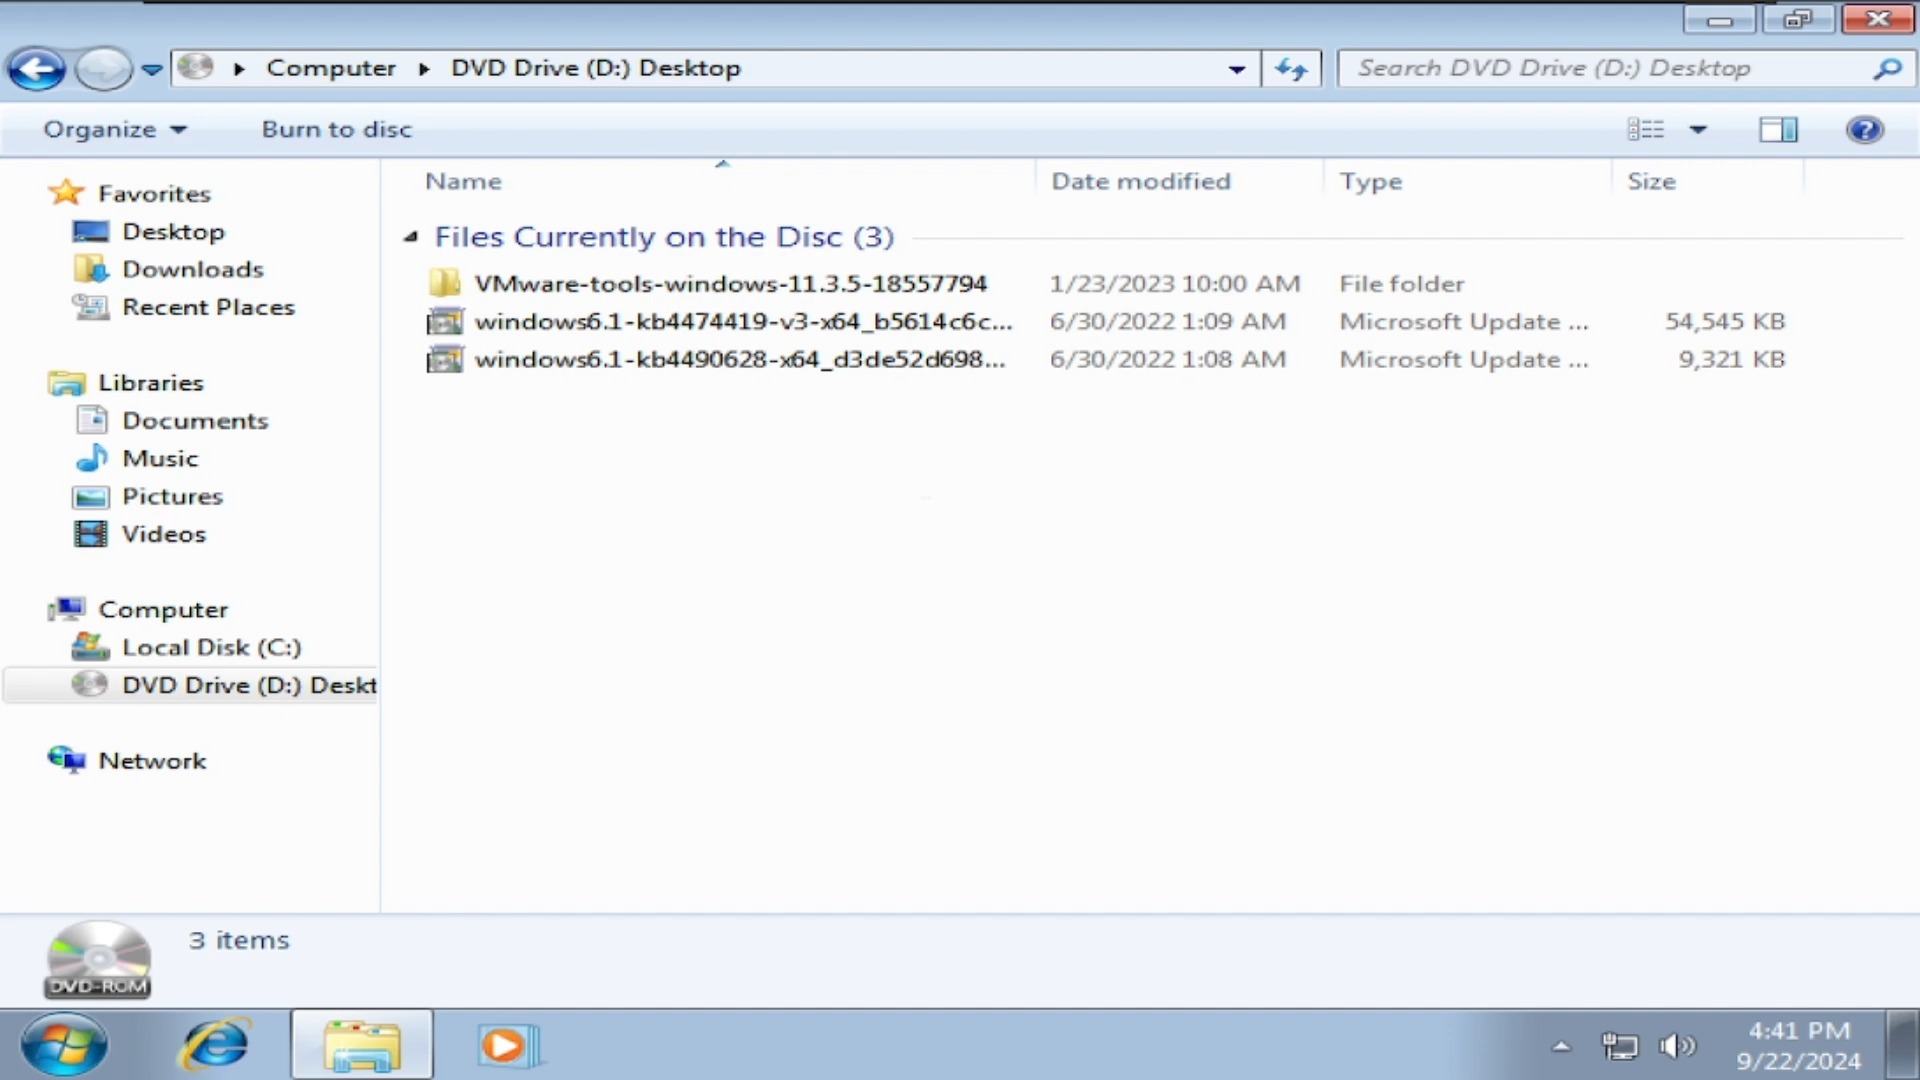 Computer DVD Drive (D:) Desktop
Search DVD Drive (D:) Desktop
Organize Burn to disc
Name Date modified Type Size
Files Currently on the Disc (3)
VMware-tools-windows-11.3.5-18557794 1/23/2023 10:00 AM File folder
windows6.1-kb4474419-v3-x64_b5614c6c... 6/30/2022 1:09 AM Microsoft Update ... 54,545 KB
windows6.1-kb4490628-x64_d3de52d698... 6/30/2022 1:08 AM Microsoft Update ... 9,321 KB
Favorites
Desktop
Downloads
Recent Places
Libraries
Documents
Music
Pictures
Videos
Computer
Local Disk (C:)
DVD Drive (D:) Deskt
Network
3 items
DVD-ROM
4:41 PM
9/22/2024